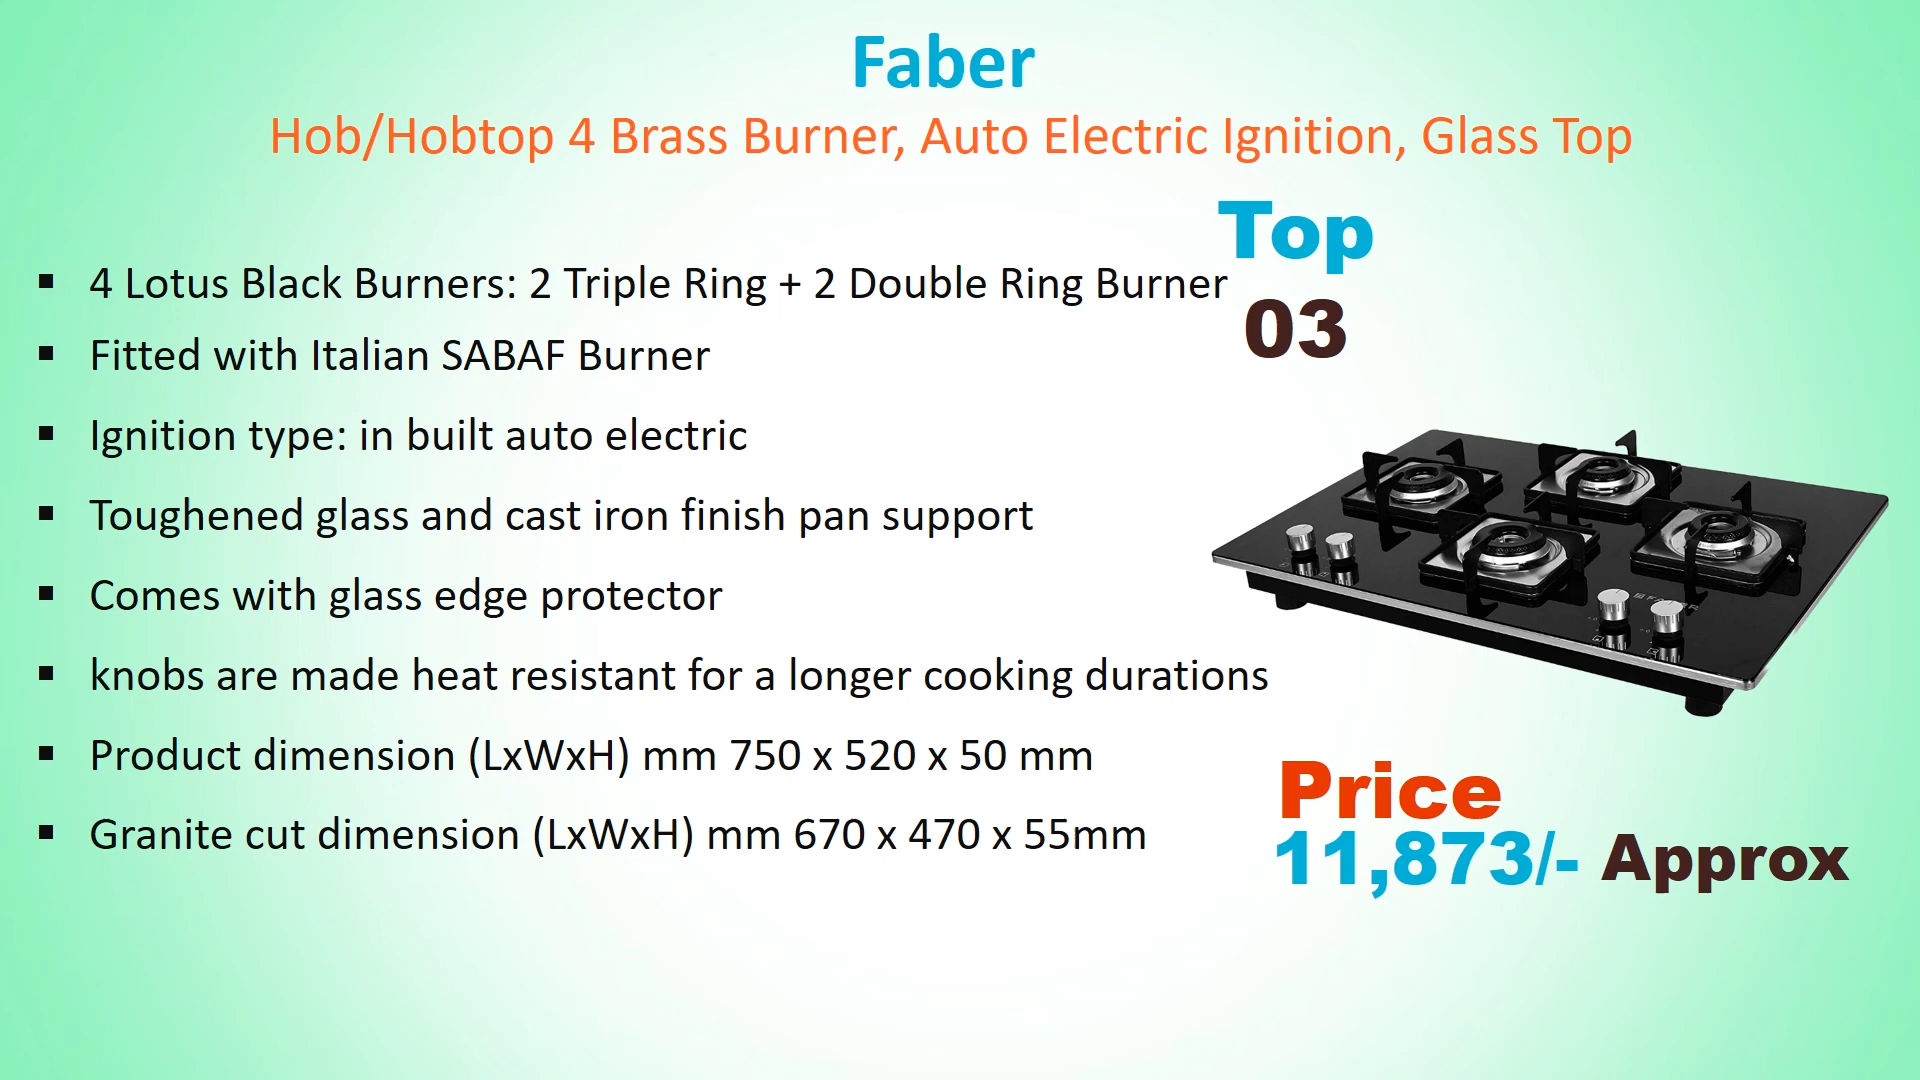 Faber
Hob/Hobtop 4 Brass Burner, Auto Electric Ignition, Glass Top
Top
03
▪ 4 Lotus Black Burners: 2 Triple Ring + 2 Double Ring Burner
▪ Fitted with Italian SABAF Burner
▪ Ignition type: in built auto electric
▪ Toughened glass and cast iron finish pan support
▪ Comes with glass edge protector
▪ knobs are made heat resistant for a longer cooking durations
▪ Product dimension (LxWxH) mm 750 x 520 x 50 mm
▪ Granite cut dimension (LxWxH) mm 670 x 470 x 55mm
Price
11,873/- Approx